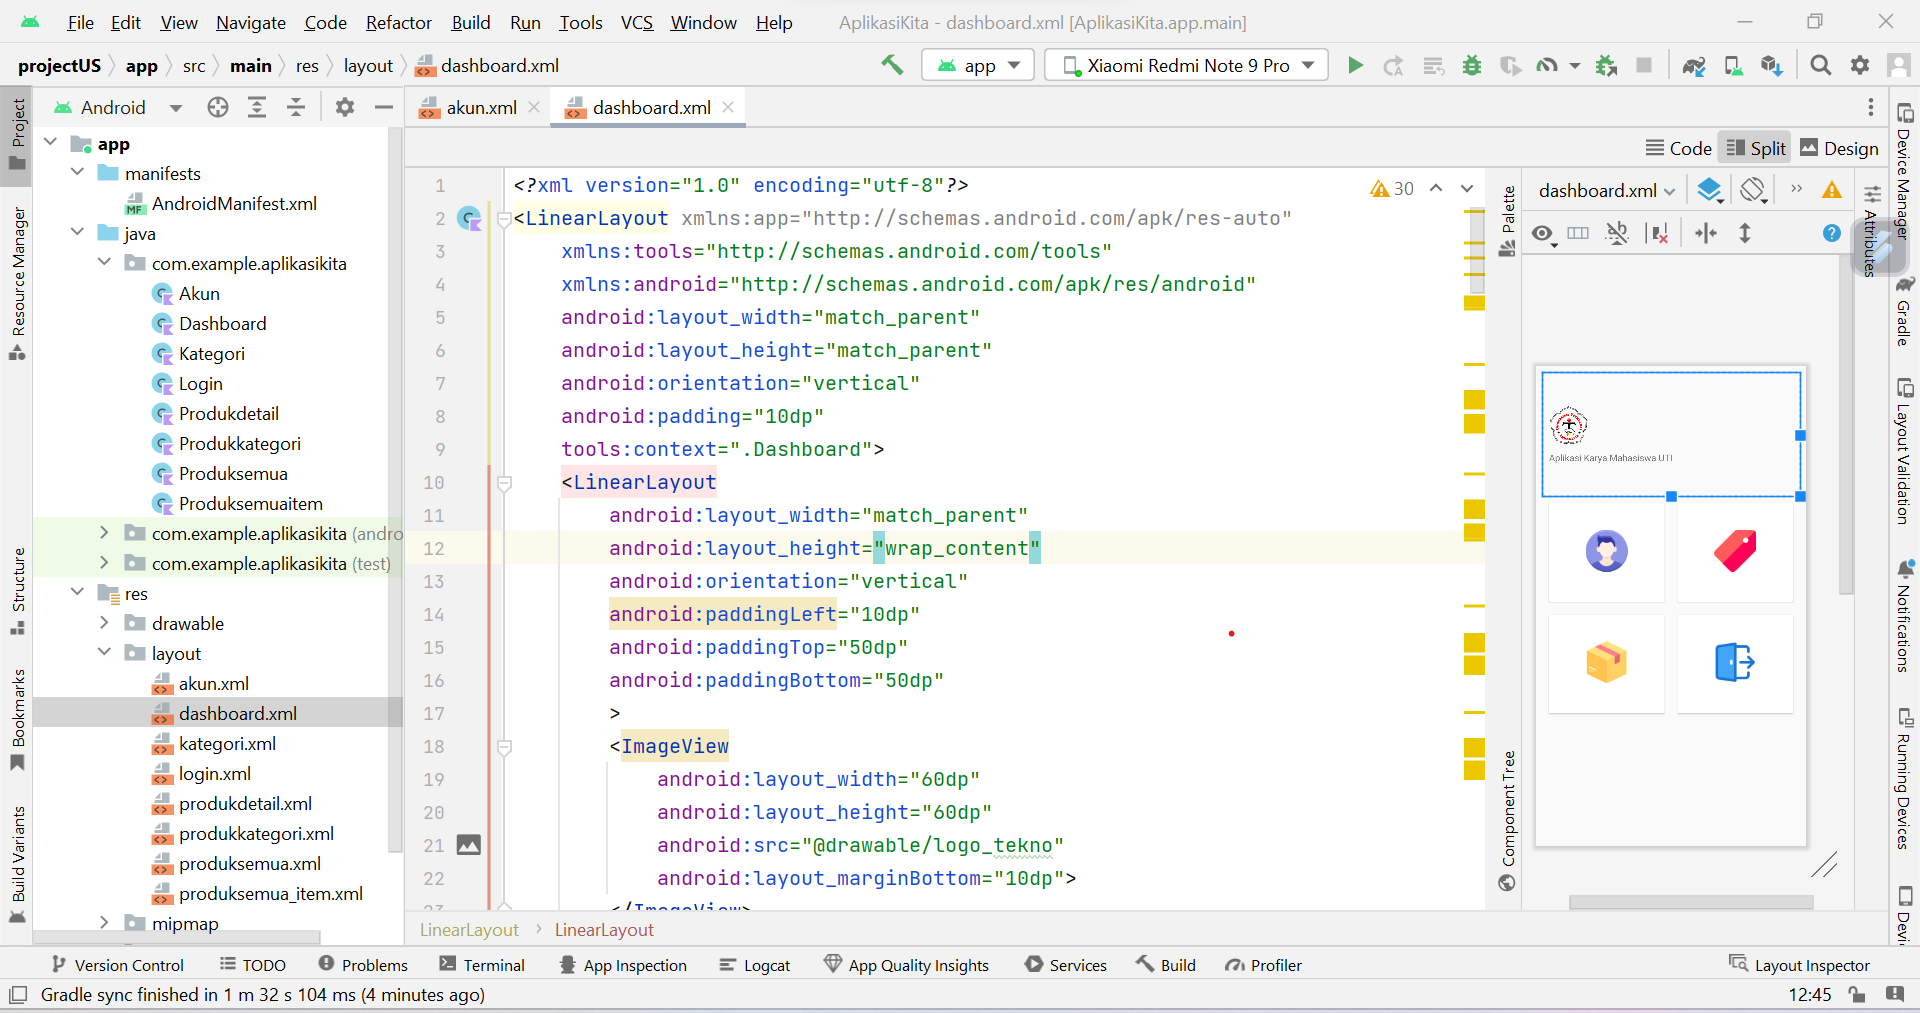 File Edit View Navigate Code Refactor Build Run Tools VCS Window Help AplikasiKita - dashboard.xml [AplikasiKita.app.main]
projectUS app src main res layout dashboard.xml app Xiaomi Redmi Note 9 Pro
Android akun.xml dashboard.xml
Code Split Design
Project
Resource Manager
Structure
Bookmarks
Build Variants
app
manifests
AndroidManifest.xml
java
com.example.aplikasikita
Akun
Dashboard
Kategori
Login
Produkdetail
Produkkategori
Produksemua
Produksemuaitem
com.example.aplikasikita (andro
com.example.aplikasikita (test)
res
drawable
layout
akun.xml
dashboard.xml
kategori.xml
login.xml
produkdetail.xml
produkkategori.xml
produksemua.xml
produksemua_item.xml
mipmap
1 <?xml version="1.0" encoding="utf-8"?>
2 <LinearLayout xmlns:app="http://schemas.android.com/apk/res-auto"
3 xmlns:tools="http://schemas.android.com/tools"
4 xmlns:android="http://schemas.android.com/apk/res/android"
5 android:layout_width="match_parent"
6 android:layout_height="match_parent"
7 android:orientation="vertical"
8 android:padding="10dp"
9 tools:context=".Dashboard">
10 <LinearLayout
11 android:layout_width="match_parent"
12 android:layout_height="wrap_content"
13 android:orientation="vertical"
14 android:paddingLeft="10dp"
15 android:paddingTop="50dp"
16 android:paddingBottom="50dp"
17 >
18 <ImageView
19 android:layout_width="60dp"
20 android:layout_height="60dp"
21 android:src="@drawable/logo_tekno"
22 android:layout_marginBottom="10dp">
23 </ImageView>
30
LinearLayout LinearLayout
Palette
Component Tree
dashboard.xml
Aplikasi Karya Mahasiswa UTI
Attributes
Device Manager
Gradle
Layout Validation
Notifications
Running Devices
Devi
Version Control TODO Problems Terminal App Inspection Logcat App Quality Insights Services Build Profiler Layout Inspector
Gradle sync finished in 1 m 32 s 104 ms (4 minutes ago) 12:45